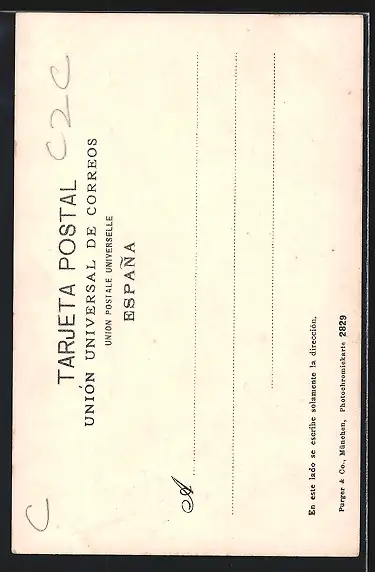 C2C
C
TARJETA POSTAL
UNIÓN UNIVERSAL DE CORREOS
UNION POSTALE UNIVERSELLE
ESPAÑA
A
En este lado se escribe solamente la dirección.
Purger & Co., München, Photochromiekarte 2829